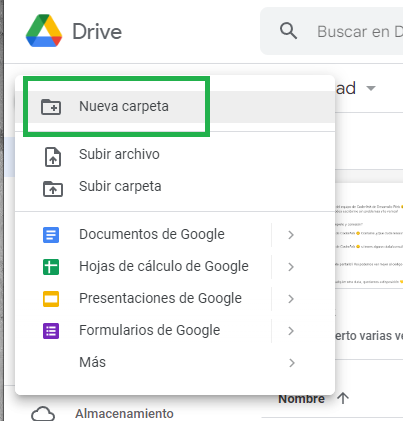 Drive
Buscar en D
ad
Nueva carpeta
Subir archivo
Subir carpeta
Documentos de Google
Hojas de cálculo de Google
Presentaciones de Google
Formularios de Google
Más
erto varias ve
Nombre
Almacenamiento